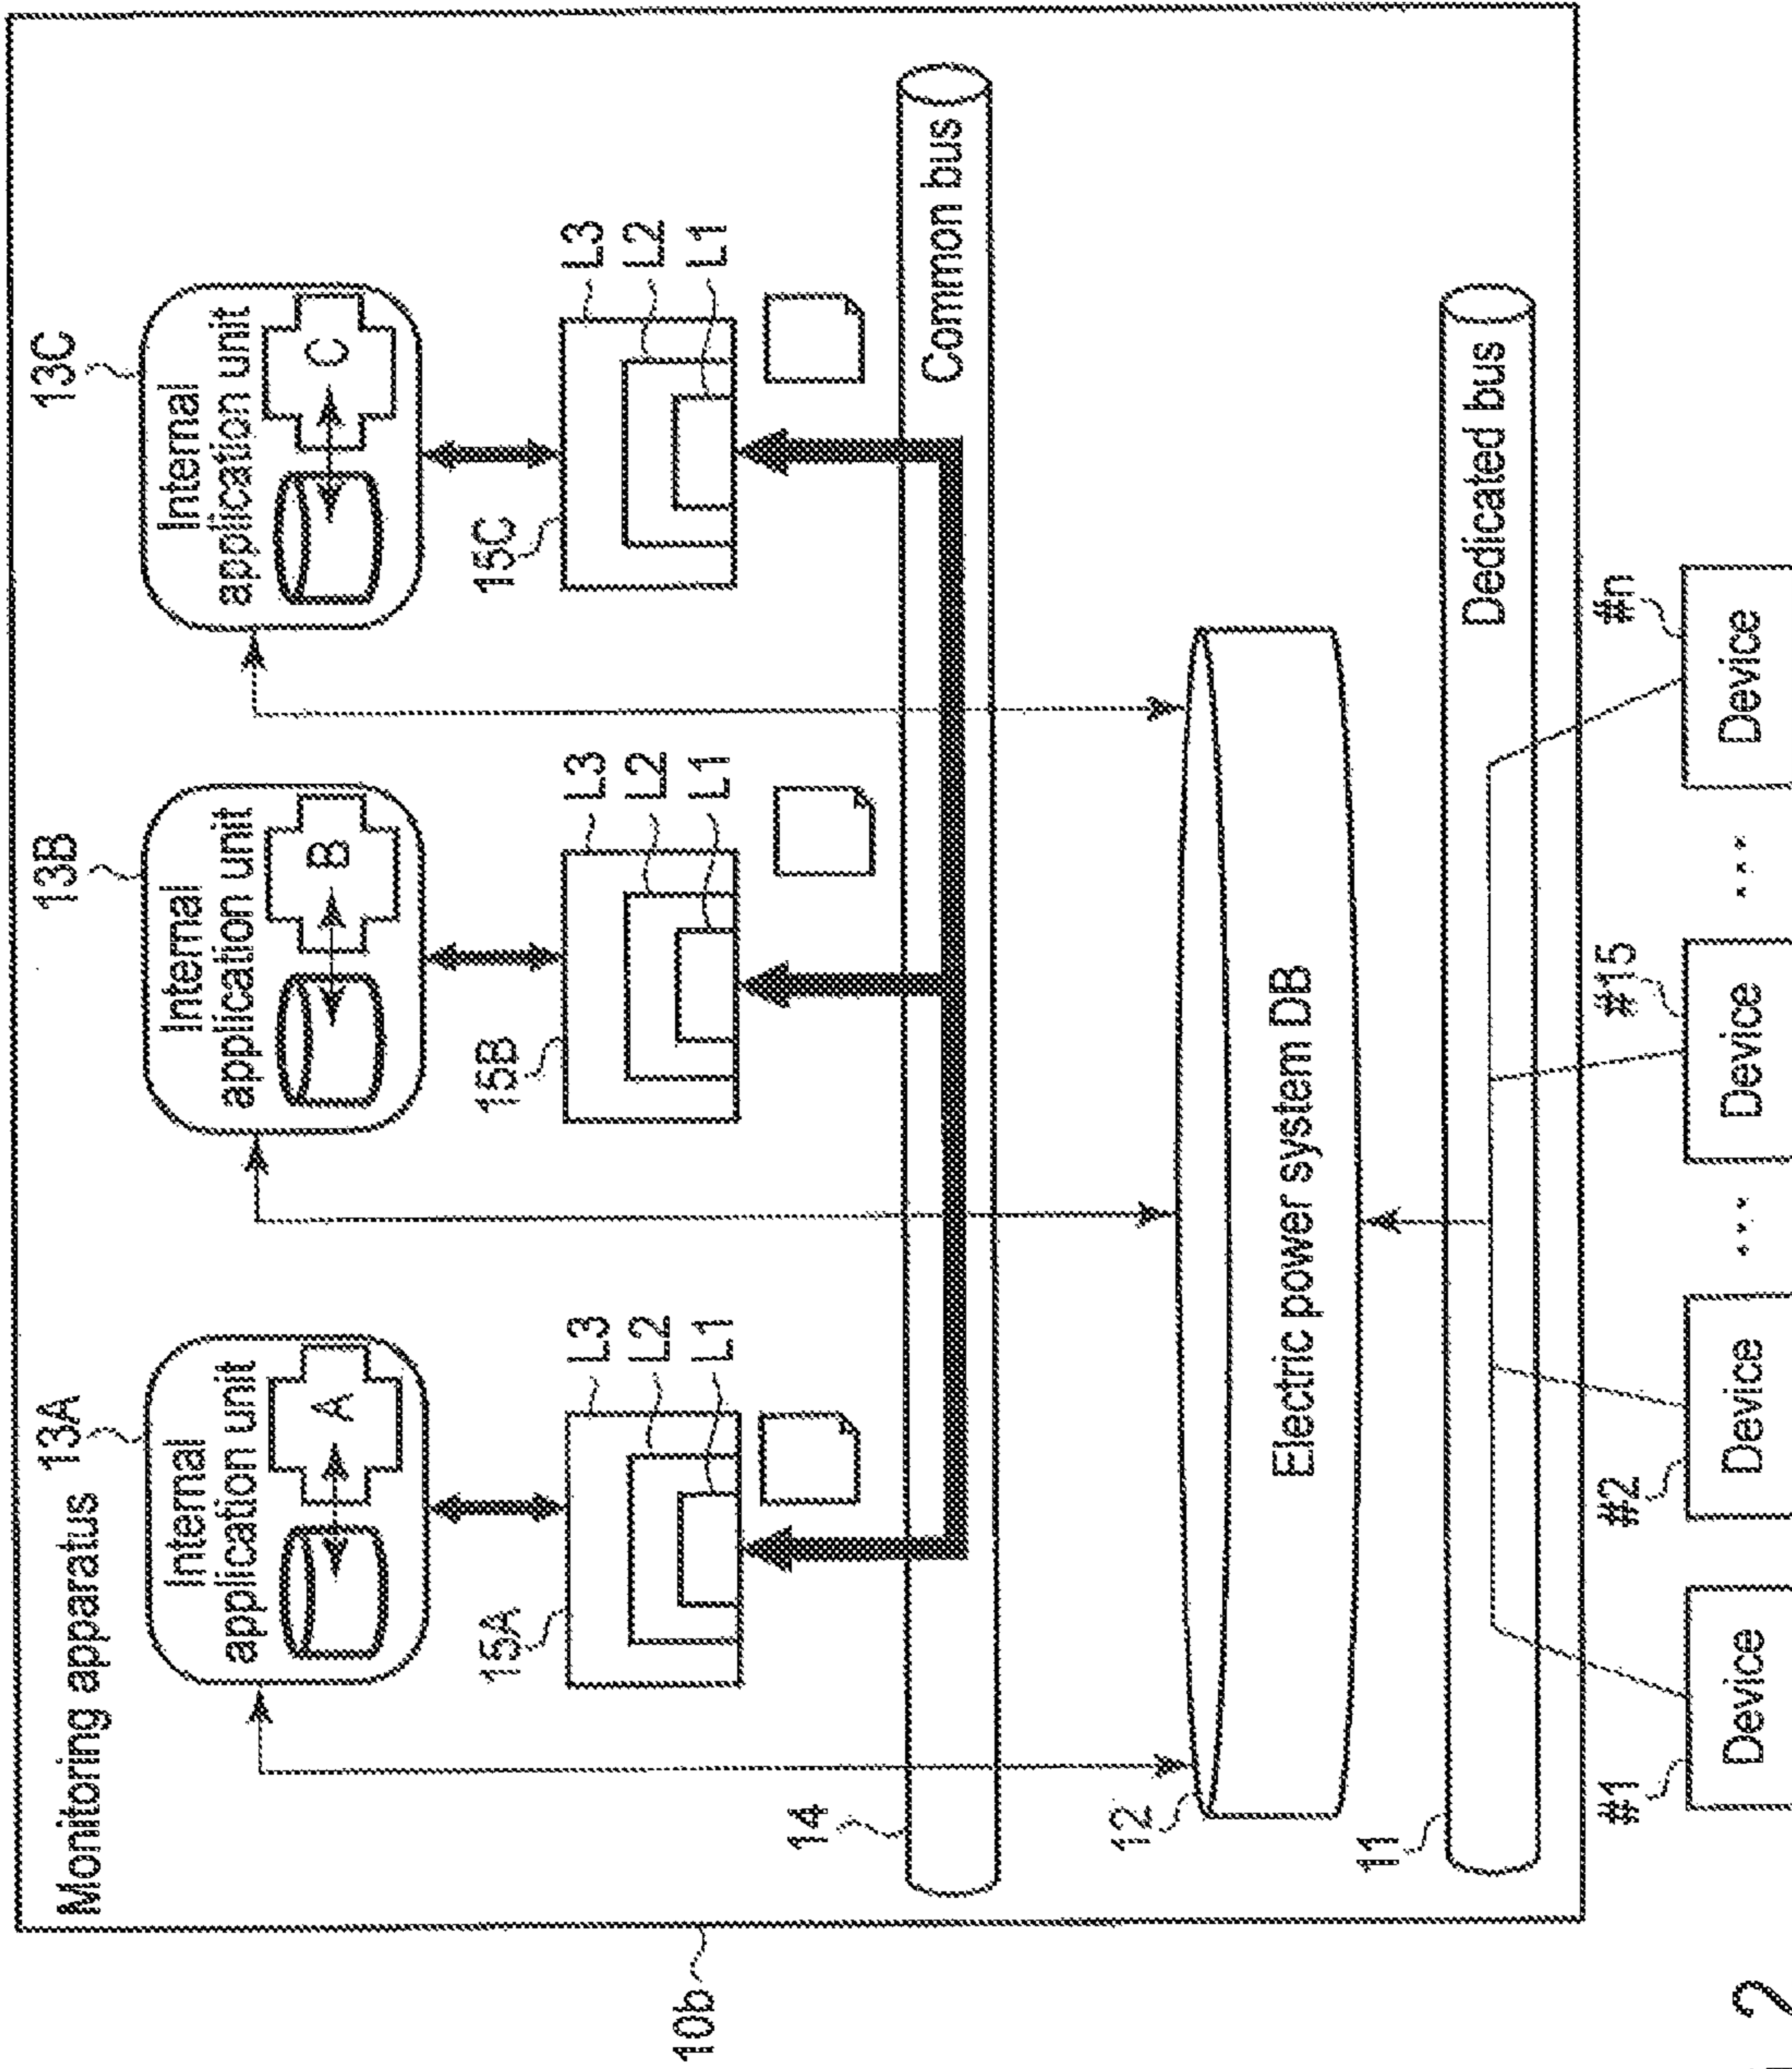 Monitoring apparatus
13A
13B
13C
Internal
application unit
A
Internal
application unit
B
Internal
application unit
C
15A
L3
L2
L1
15B
L3
L2
L1
15C
L3
L2
L1
10b
14
Common bus
12
Electric power system DB
11
Dedicated bus
#1
#2
#15
#n
Device
Device
...
Device
...
Device
2